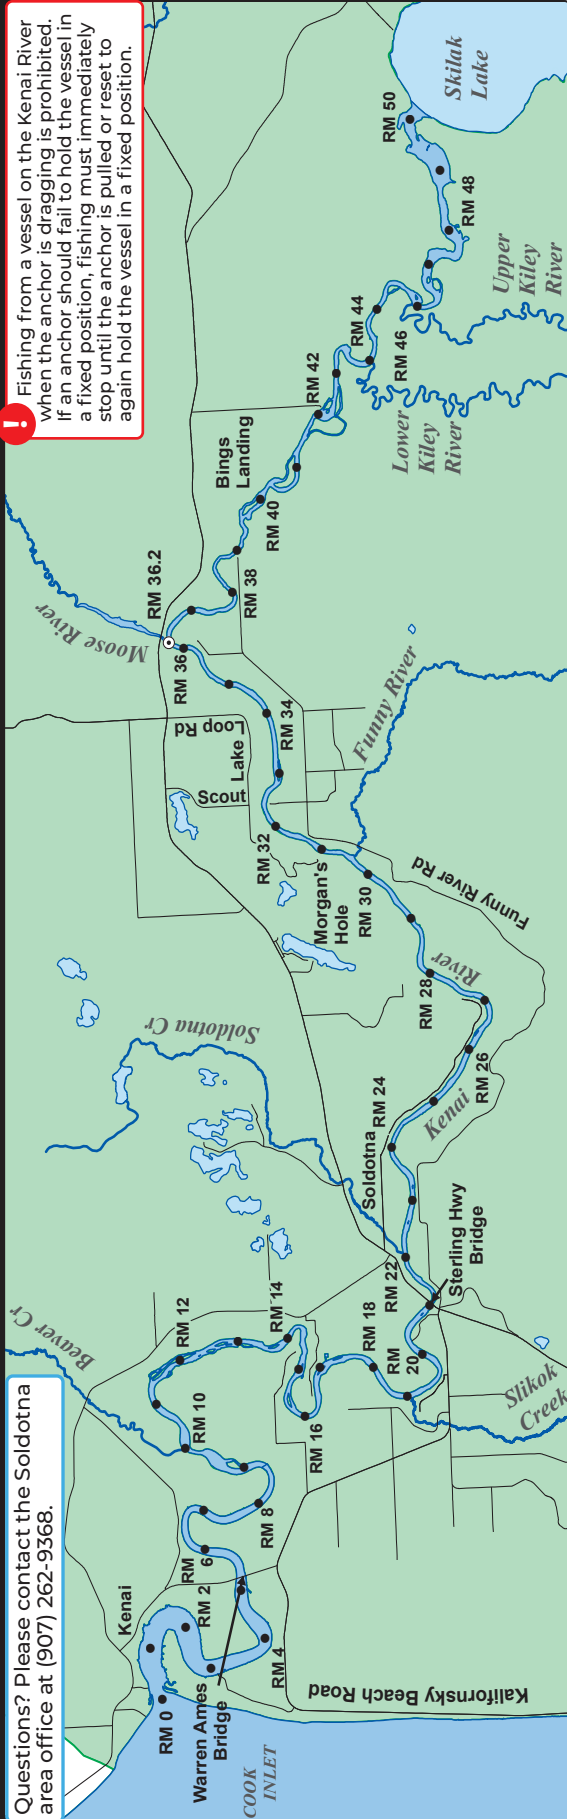 Questions? Please contact the Soldotna
area office at (907) 262-9368.
!
Fishing from a vessel on the Kenai River
when the anchor is dragging is prohibited.
If an anchor should fail to hold the vessel in
a fixed position, fishing must immediately
stop until the anchor is pulled or reset to
again hold the vessel in a fixed position.
COOK
INLET
RM 0
Kenai
RM 2
Warren Ames
Bridge
RM 4
Kalifornsky Beach Road
RM
6
RM 8
RM 10
Beaver Cr
RM 12
RM 14
RM 16
RM 18
RM
20
Slikok
Creek
Sterling Hwy
Bridge
RM 22
Soldotna
RM 24
Soldotna Cr
Kenai
River
RM 26
RM 28
Funny River Rd
RM 30
Morgan's
Hole
RM 32
Funny River
Scout
Lake
Loop Rd
RM 34
RM 36
RM 36.2
Moose River
RM 38
RM 40
Bings
Landing
RM 42
Lower
Kiley
River
RM 44
RM 46
Upper
Kiley
River
RM 48
RM 50
Skilak
Lake